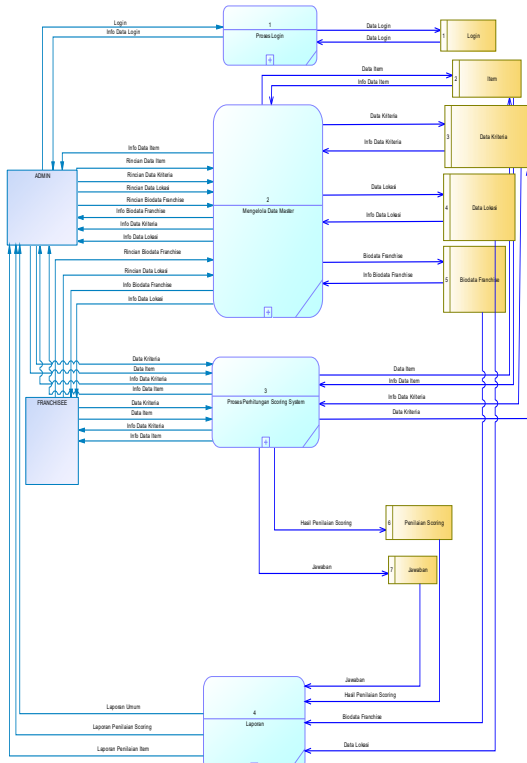 Login
Info Data Login
1
Proses Login
+
Data Login
Data Login
1
Login
Data Item
Info Data Item
2
Item
Data Kriteria
Info Data Kriteria
3
Data Kriteria
Info Data Item
Rincian Data Item
Rincian Data Kriteria
Rincian Data Lokasi
Rincian Biodata Franchise
Info Biodata Franchise
Info Data Kriteria
Info Data Lokasi
Rincian Biodata Franchise
Rincian Data Lokasi
Info Biodata Franchise
Info Data Lokasi
ADMIN
2
Mengelola Data Master
+
Data Lokasi
Info Data Lokasi
4
Data Lokasi
Biodata Franchise
Info Biodata Franchise
5
Biodata Franchise
Data Kriteria
Data Item
Info Data Kriteria
Info Data Item
FRANCHISEE
Data Kriteria
Data Item
Info Data Kriteria
Info Data Item
3
Proses Perhitungan Scoring System
+
Data Item
Info Data Item
Info Data Kriteria
Data Kriteria
Hasil Penilaian Scoring
6
Penilaian Scoring
Jawaban
7
Jawaban
Jawaban
Hasil Penilaian Scoring
Biodata Franchise
Data Lokasi
4
Laporan
Laporan Umum
Laporan Penilaian Scoring
Laporan Penilaian Item